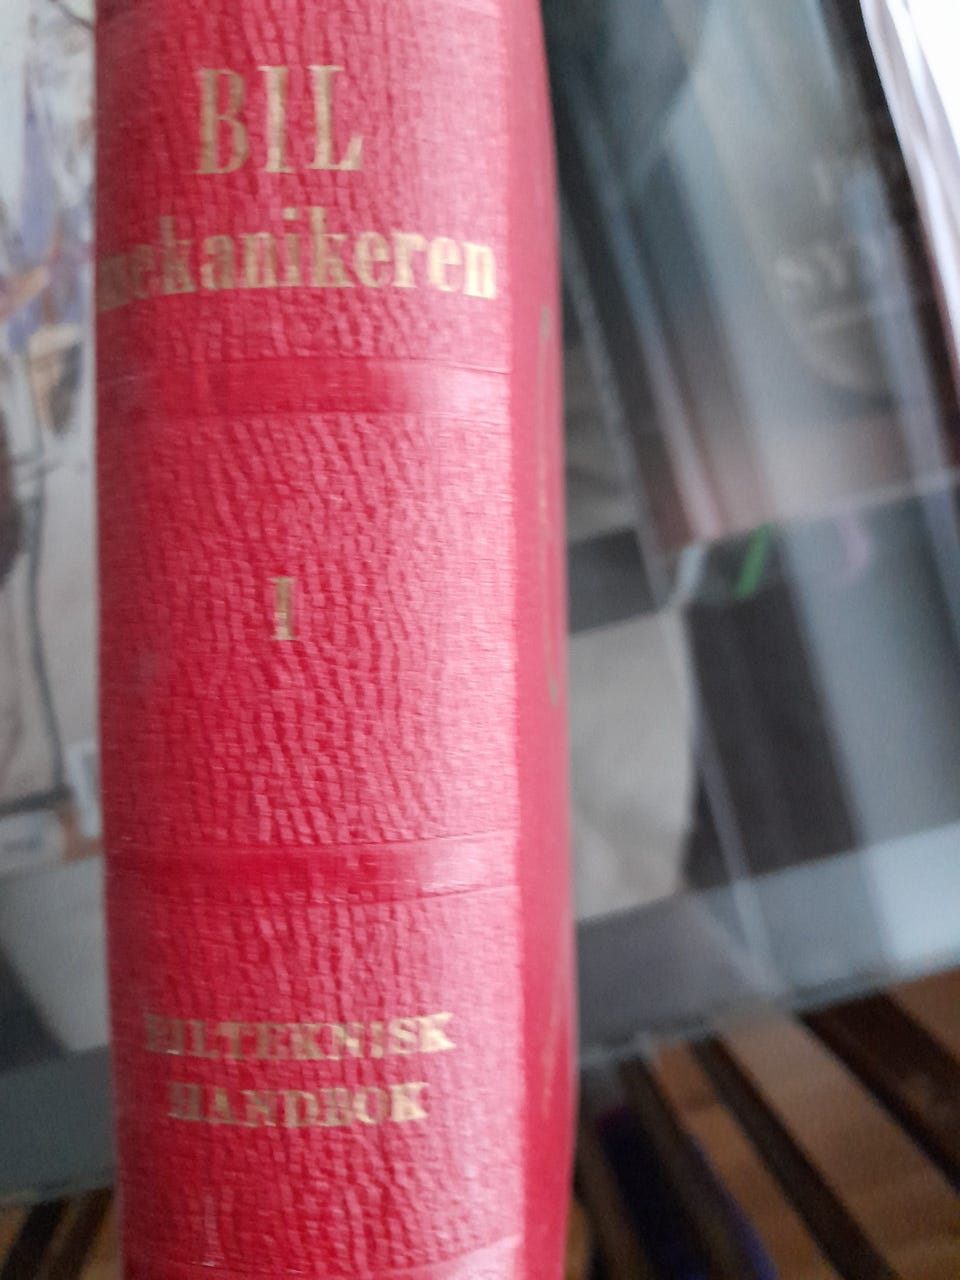 BIL
mekanikeren
I
BILTEKNISK
HANDBOK